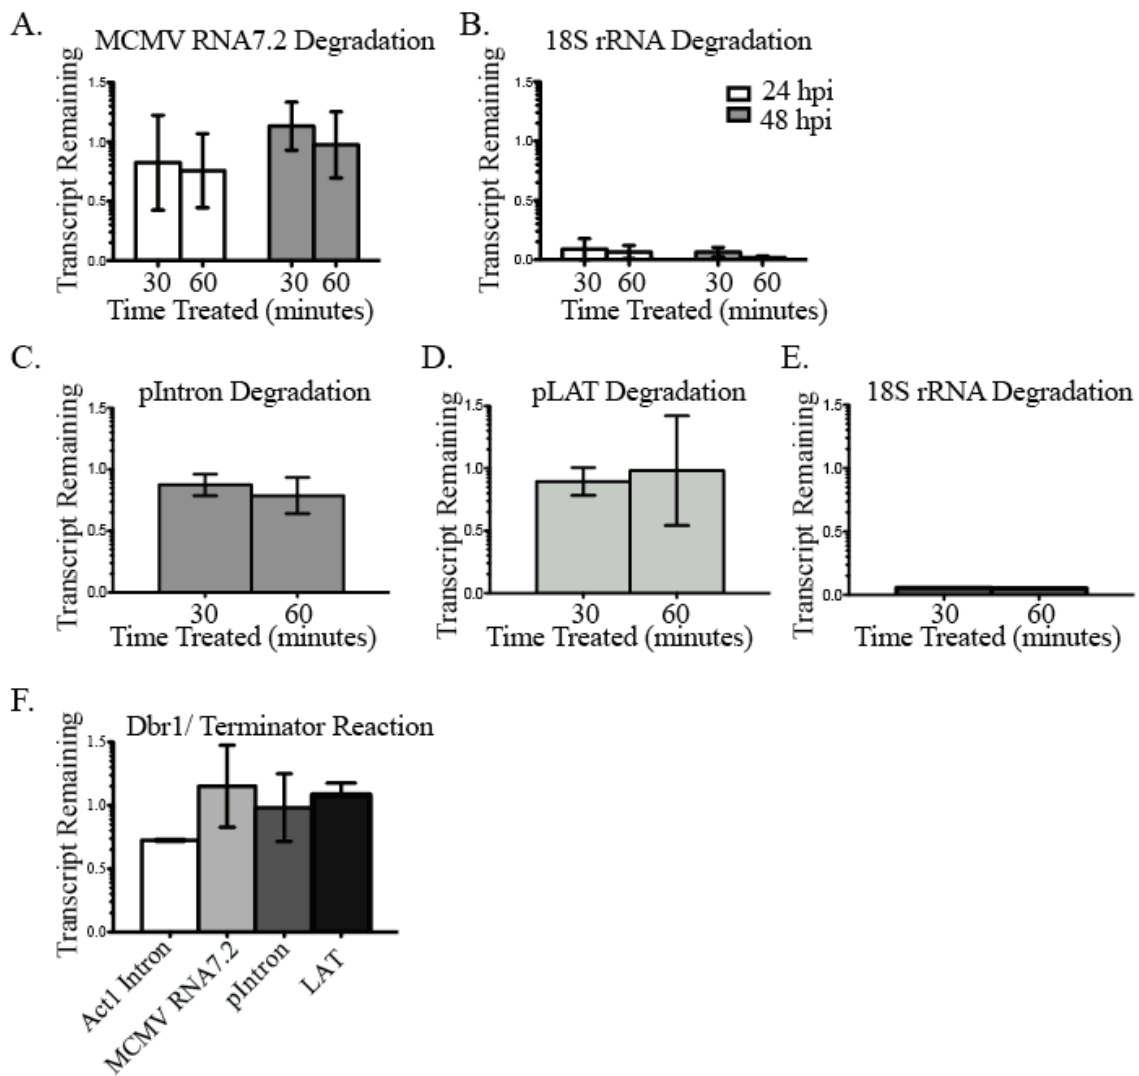 A.
MCMV RNA7.2 Degradation
Transcript Remaining
1.5
1.0
0.5
0.0
30 60 30 60
Time Treated (minutes)
B.
18S rRNA Degradation
Transcript Remaining
1.5
1.0
0.5
0.0
24 hpi
48 hpi
30 60 30 60
Time Treated (minutes)
C.
pIntron Degradation
Transcript Remaining
1.5
1.0
0.5
0.0
30 60
Time Treated (minutes)
D.
pLAT Degradation
Transcript Remaining
1.5
1.0
0.5
0.0
30 60
Time Treated (minutes)
E.
18S rRNA Degradation
Transcript Remaining
1.5
1.0
0.5
0.0
30 60
Time Treated (minutes)
F.
Dbr1/ Terminator Reaction
Transcript Remaining
1.5
1.0
0.5
0.0
Act1 Intron
MCMV RNA7.2
pIntron
LAT